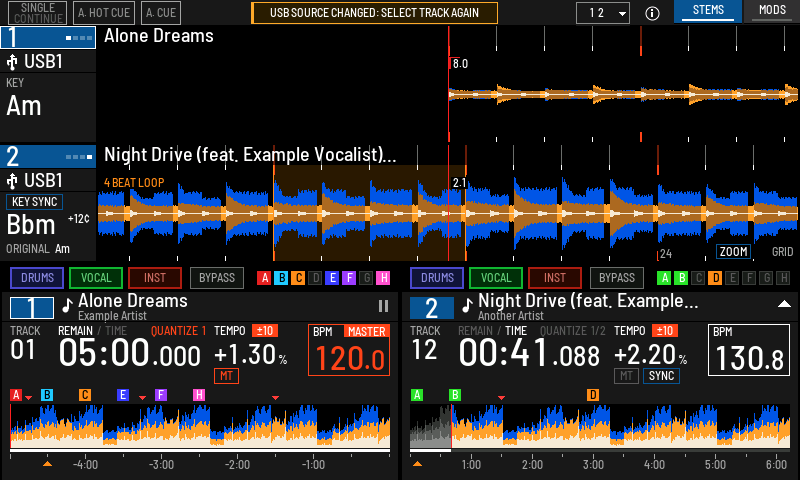 SINGLE
CONTINUE
A. HOT CUE
A. CUE
USB SOURCE CHANGED: SELECT TRACK AGAIN
1 2
STEMS
MODS
1
Alone Dreams
USB1
8.0
KEY
Am
2
Night Drive (feat. Example Vocalist)...
USB1
4 BEAT LOOP
2.1
KEY SYNC
Bbm
+12¢
ORIGINAL Am
24
ZOOM
GRID
DRUMS
VOCAL
INST
BYPASS
A B C D E F G H
DRUMS
VOCAL
INST
BYPASS
A B C D E F G H
1
Alone Dreams
Example Artist
TRACK
01
REMAIN / TIME
QUANTIZE 1
05:00.000
TEMPO
±10
+1.30%
MT
BPM
MASTER
120.0
A B C E F H
-4:00 -3:00 -2:00 -1:00
2
Night Drive (feat. Example...
Another Artist
TRACK
12
REMAIN / TIME
QUANTIZE 1/2
00:41.088
TEMPO
±10
+2.20%
MT
SYNC
BPM
130.8
A B D
1:00 2:00 3:00 4:00 5:00 6:00